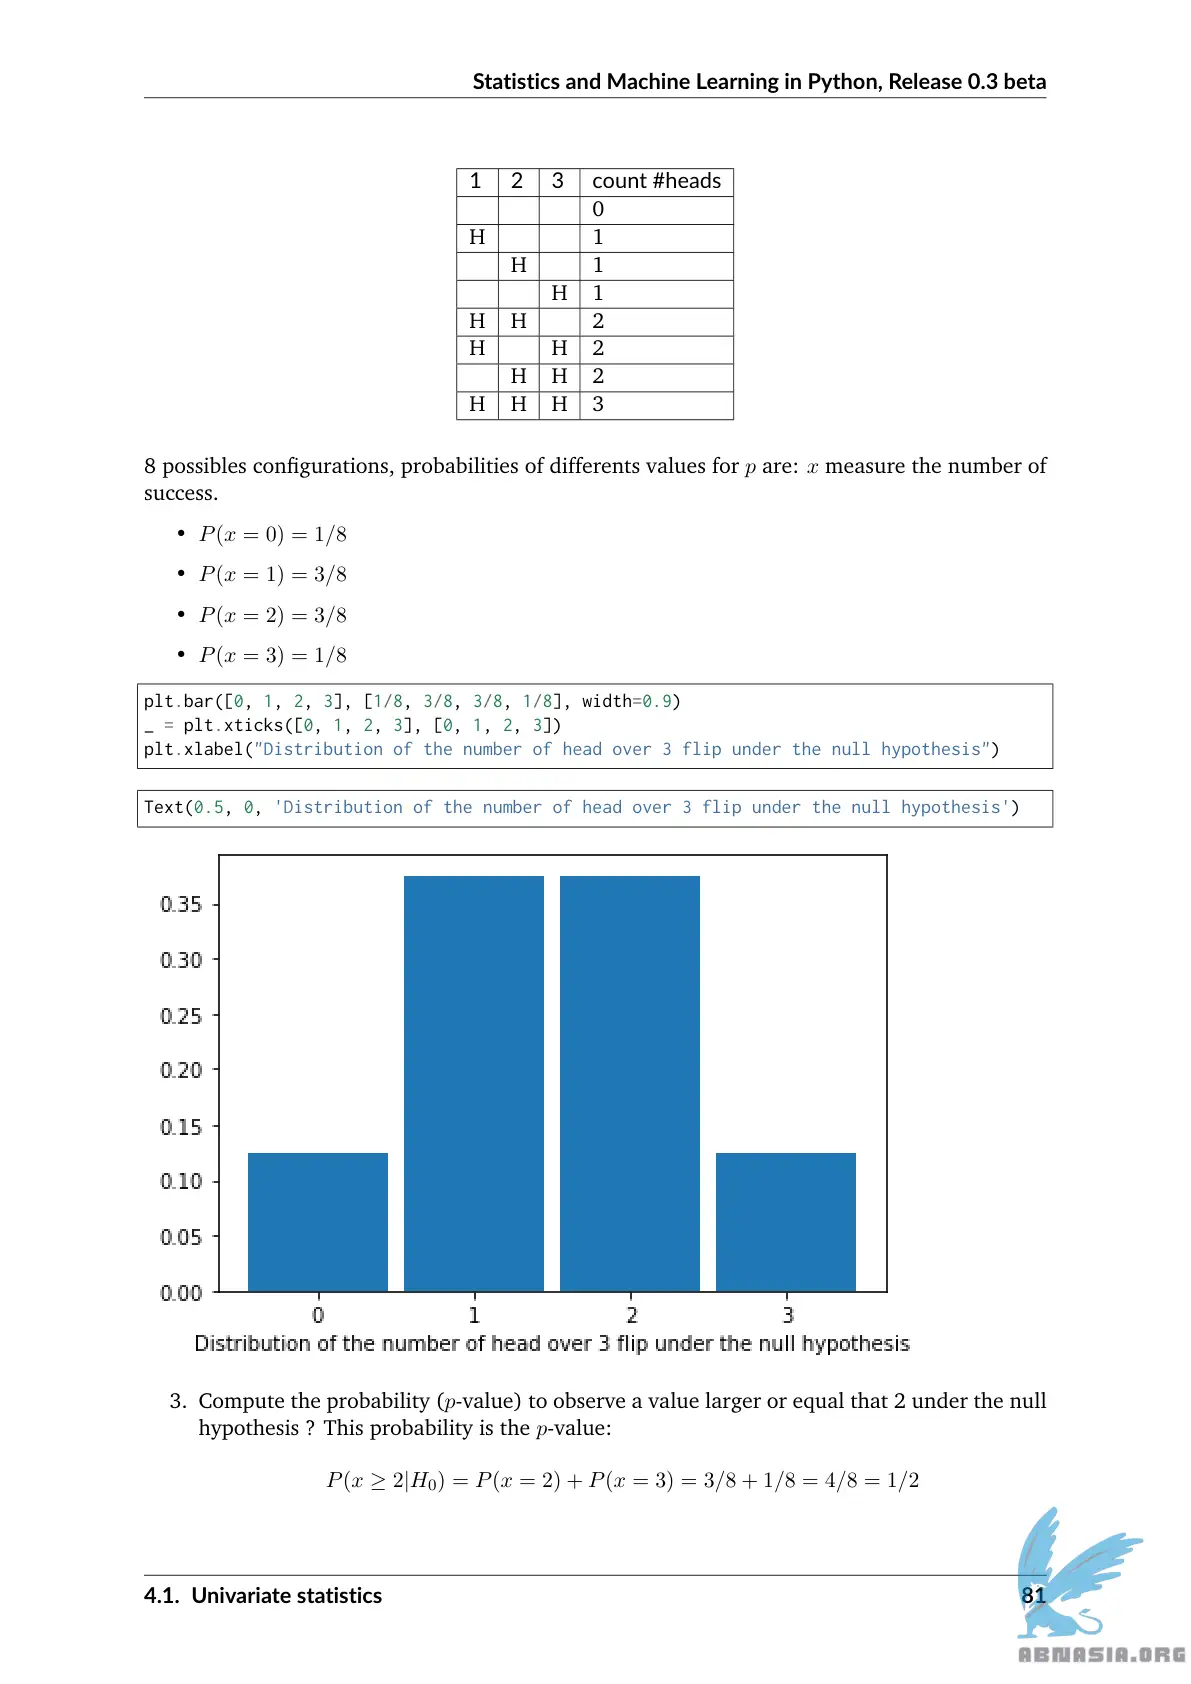 Statistics and Machine Learning in Python, Release 0.3 beta
1 2 3 count #heads
0
H 1
H 1
H 1
H H 2
H H 2
H H 2
H H H 3
8 possibles configurations, probabilities of differents values for p are: x measure the number of
success.
• P(x = 0) = 1/8
• P(x = 1) = 3/8
• P(x = 2) = 3/8
• P(x = 3) = 1/8
plt.bar([0, 1, 2, 3], [1/8, 3/8, 3/8, 1/8], width=0.9)
_ = plt.xticks([0, 1, 2, 3], [0, 1, 2, 3])
plt.xlabel("Distribution of the number of head over 3 flip under the null hypothesis")
Text(0.5, 0, 'Distribution of the number of head over 3 flip under the null hypothesis')
0.35
0.30
0.25
0.20
0.15
0.10
0.05
0.00
0 1 2 3
Distribution of the number of head over 3 flip under the null hypothesis
3. Compute the probability (p-value) to observe a value larger or equal that 2 under the null
hypothesis ? This probability is the p-value:
P(x ≥ 2|H₀) = P(x = 2) + P(x = 3) = 3/8 + 1/8 = 4/8 = 1/2
4.1. Univariate statistics 81
ABNASIA.ORG